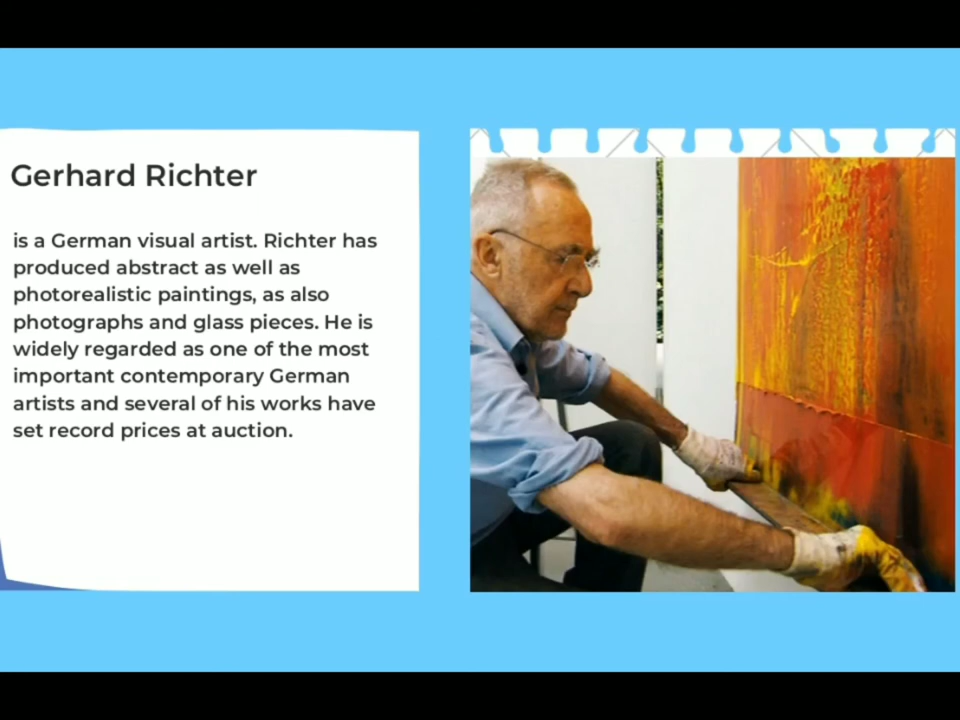 Gerhard Richter
is a German visual artist. Richter has
produced abstract as well as
photorealistic paintings, as also
photographs and glass pieces. He is
widely regarded as one of the most
important contemporary German
artists and several of his works have
set record prices at auction.